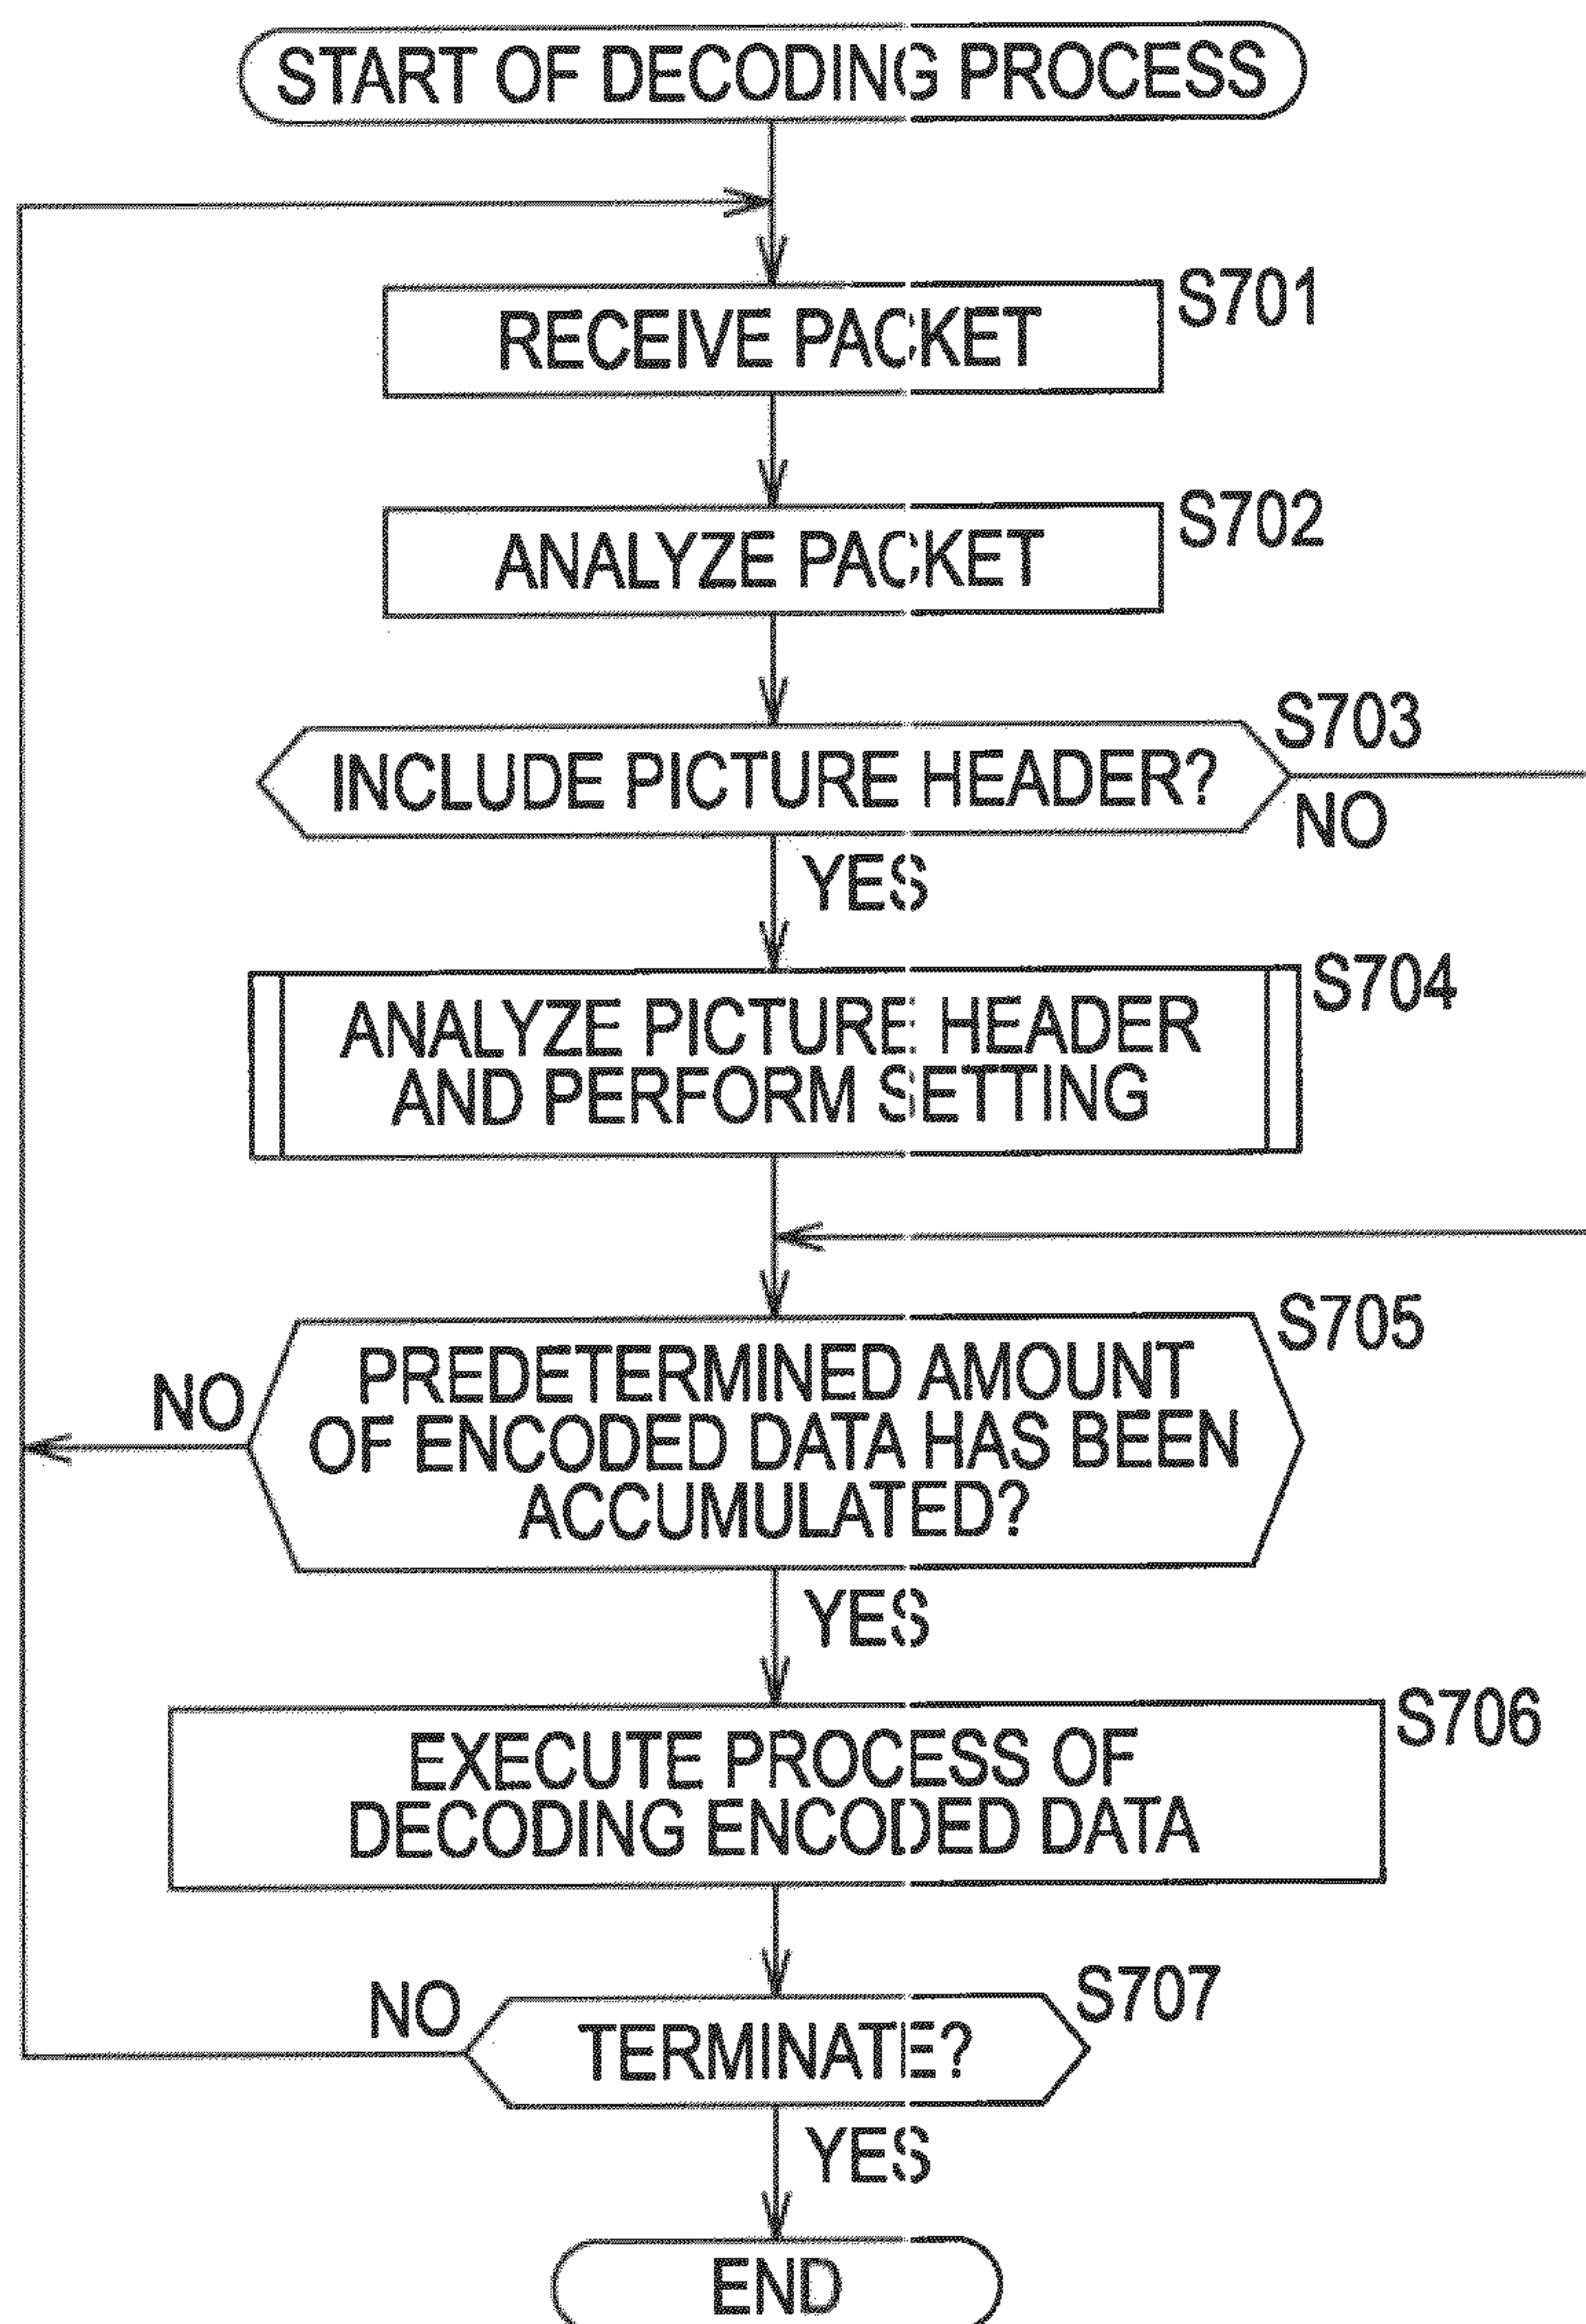 START OF DECODING PROCESS
RECEIVE PACKET
S701
ANALYZE PACKET
S702
INCLUDE PICTURE HEADER?
S703
NO
YES
ANALYZE PICTURE HEADER
AND PERFORM SETTING
S704
PREDETERMINED AMOUNT
OF ENCODED DATA HAS BEEN
ACCUMULATED?
S705
NO
YES
EXECUTE PROCESS OF
DECODING ENCODED DATA
S706
TERMINATE?
S707
NO
YES
END